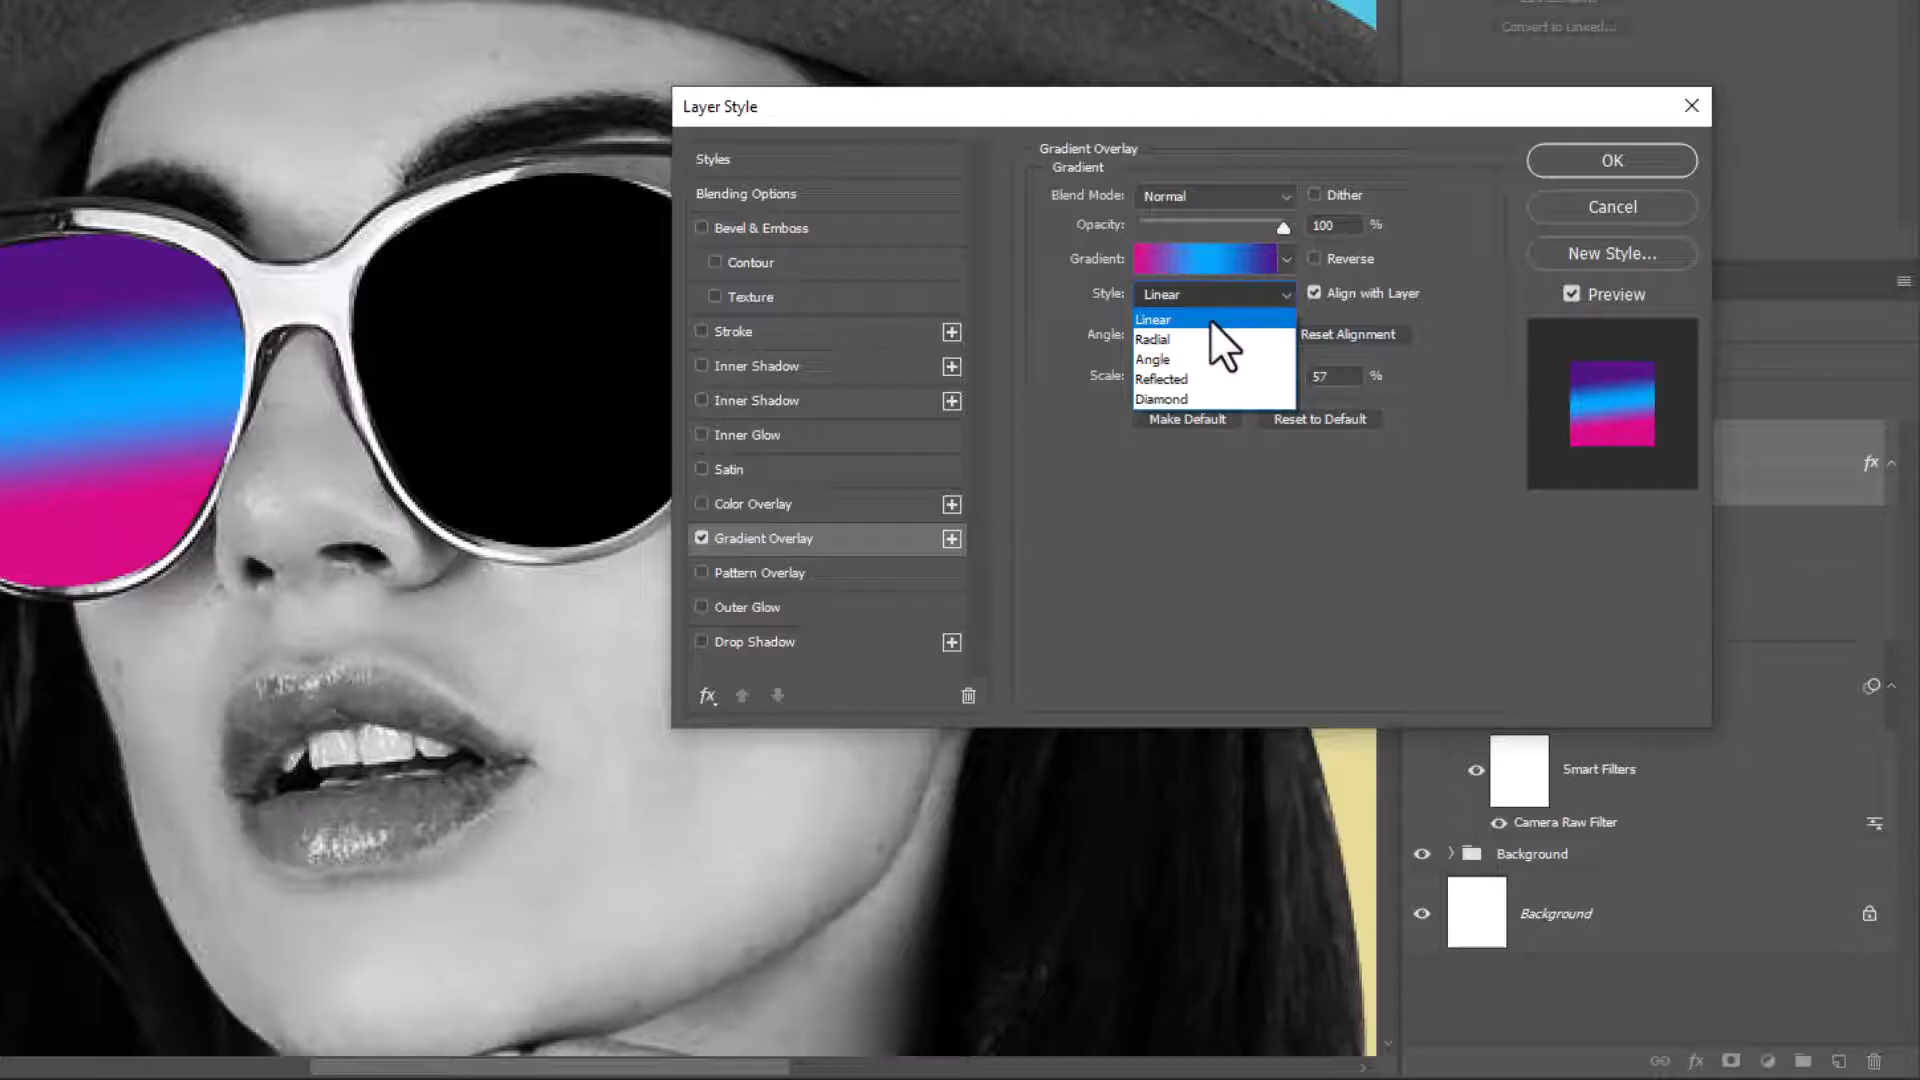 Convert to Linked...
Layer Style
Styles
Blending Options
Bevel & Emboss
Contour
Texture
Stroke
Inner Shadow
Inner Shadow
Inner Glow
Satin
Color Overlay
Gradient Overlay
Pattern Overlay
Outer Glow
Drop Shadow
fx
Gradient Overlay
Gradient
Blend Mode: Normal Dither
Opacity: 100 %
Gradient: Reverse
Style: Linear Align with Layer
Linear
Radial
Angle
Reflected
Diamond
Angle: Reset Alignment
Scale: 57 %
Make Default Reset to Default
OK
Cancel
New Style...
Preview
fx
Smart Filters
Camera Raw Filter
Background
Background
fx